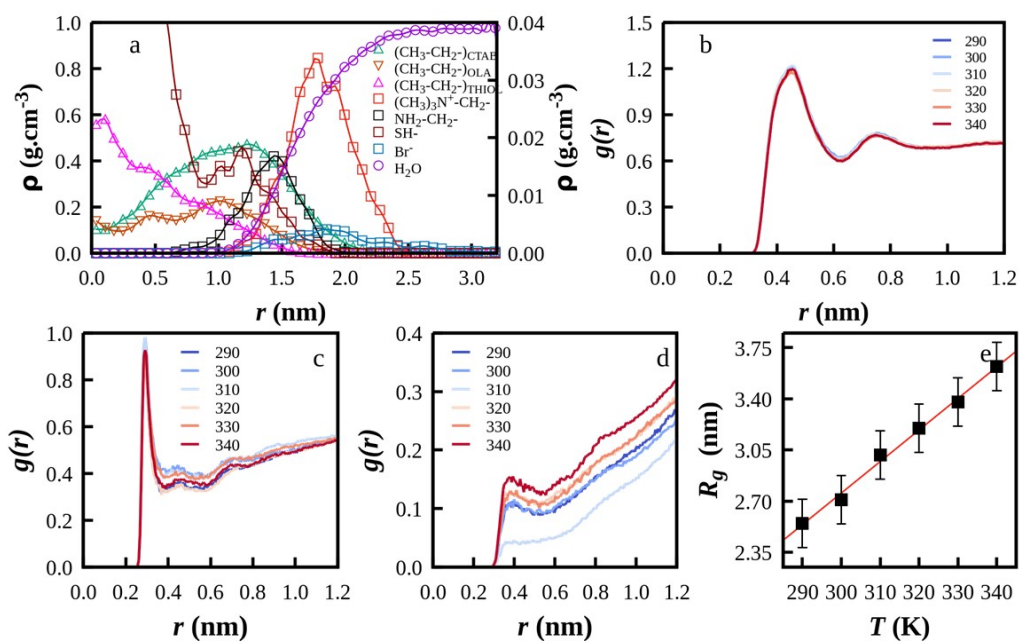 a
1.0
0.8
0.6
0.4
0.2
0.0
ρ (g.cm-3)
0.0 0.5 1.0 1.5 2.0 2.5 3.0
r (nm)
0.04
0.03
0.02
0.01
0.00
ρ (g.cm-3)
(CH3-CH2-)CTAB
(CH3-CH2-)OLA
(CH3-CH2-)THIOL
(CH3)3N+-CH2-
NH2-CH2-
SH-
Br-
H2O
b
1.5
1.2
0.9
0.6
0.3
0.0
g(r)
0.0 0.2 0.4 0.6 0.8 1.0 1.2
r (nm)
290
300
310
320
330
340
c
1.0
0.8
0.6
0.4
0.2
0.0
g(r)
0.0 0.2 0.4 0.6 0.8 1.0 1.2
r (nm)
290
300
310
320
330
340
d
0.4
0.3
0.2
0.1
0.0
g(r)
0.0 0.2 0.4 0.6 0.8 1.0 1.2
r (nm)
290
300
310
320
330
340
e
3.75
3.40
3.05
2.70
2.35
Rg (nm)
290 300 310 320 330 340
T (K)